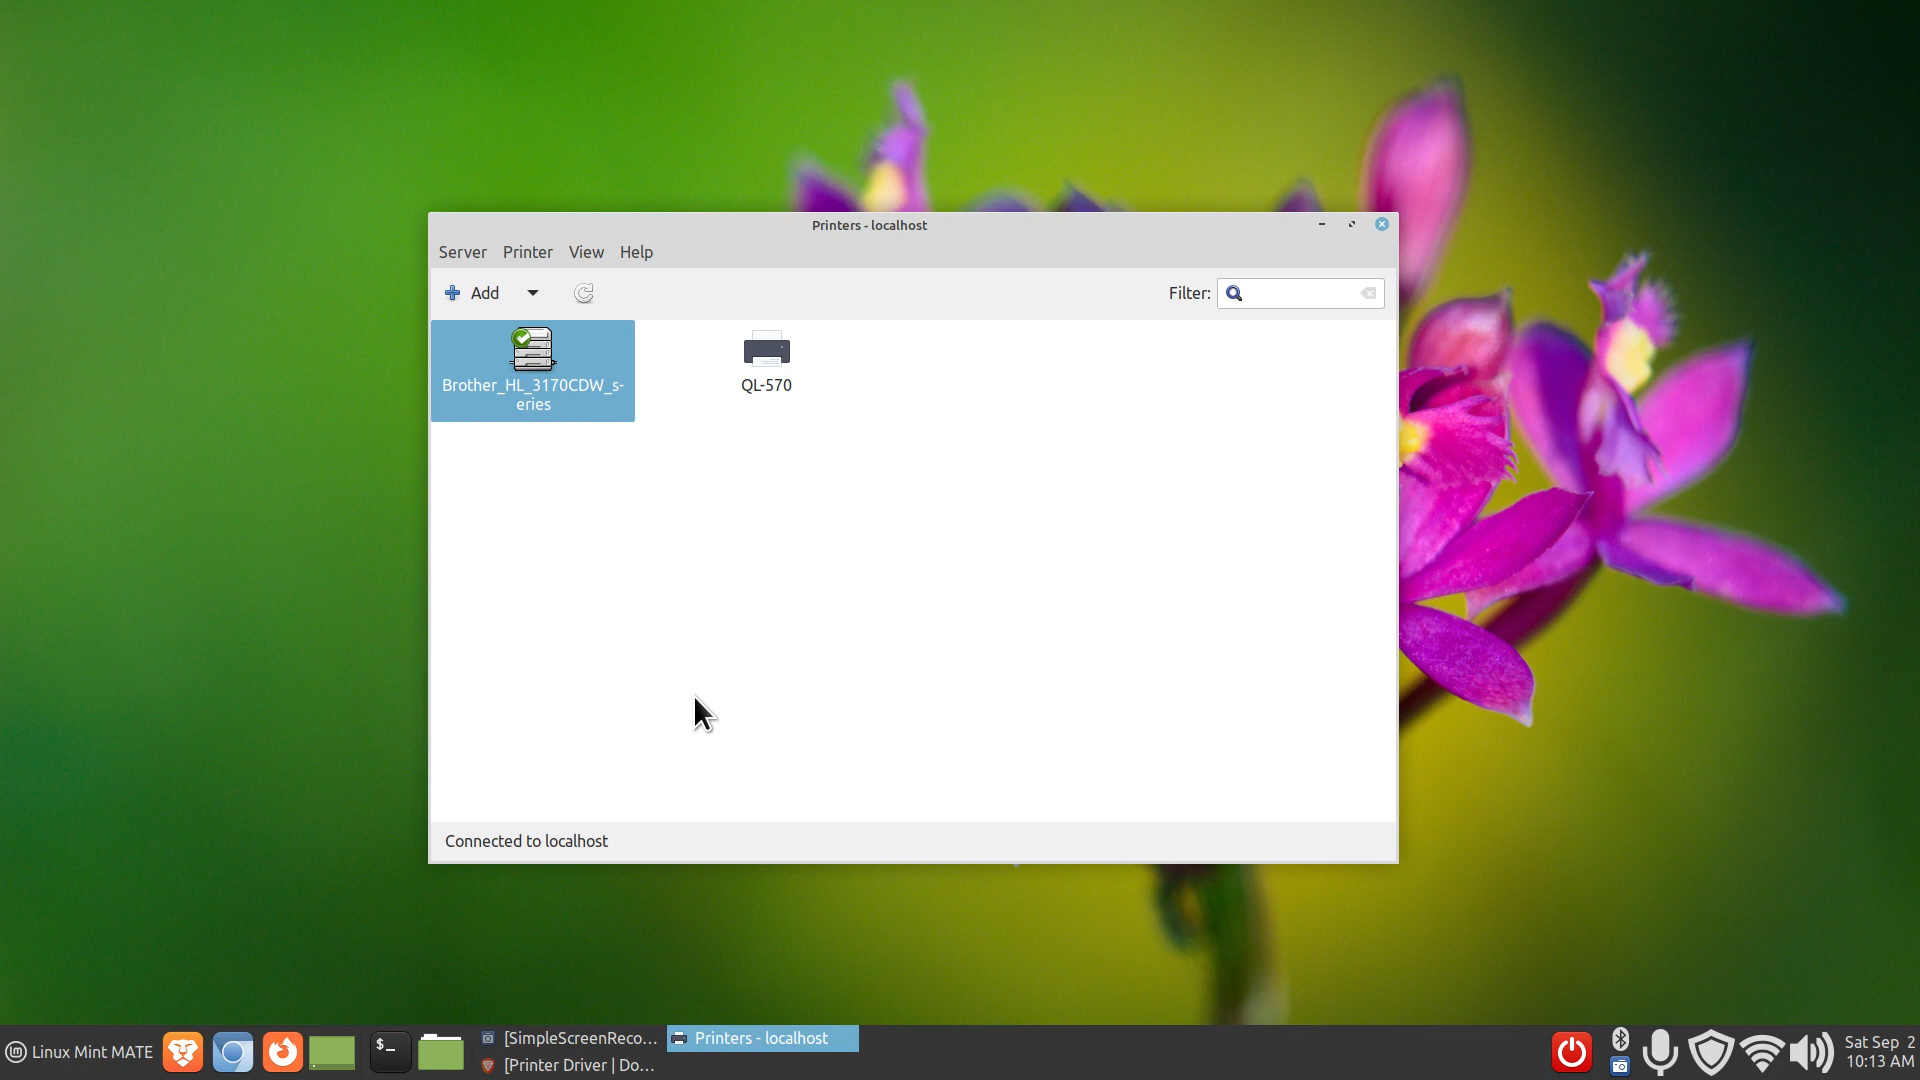 Printers - localhost
Server Printer View Help
Add
Filter:
Brother_HL_3170CDW_s-
eries
QL-570
Connected to localhost
Linux Mint MATE
$_
[SimpleScreenReco...
Printers - localhost
[Printer Driver | Do...
Sat Sep 2
10:13 AM